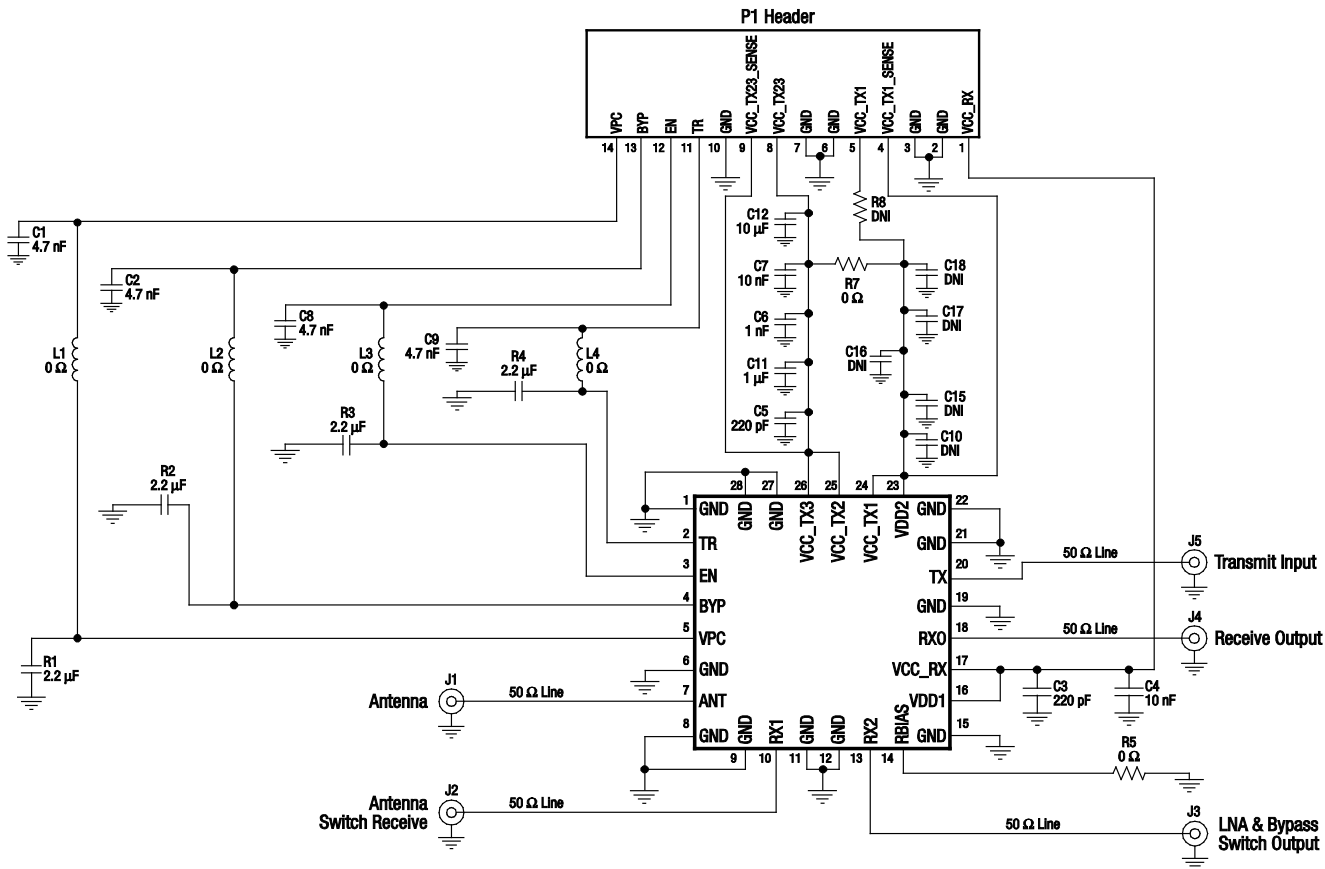 P1 Header
VPC
BYP
EN
TR
GND
VCC_TX23_SENSE
VCC_TX23
GND
GND
VCC_TX1
VCC_TX1_SENSE
GND
GND
VCC_RX
14
13
12
11
10
9
8
7
6
5
4
3
2
1
C1
4.7 nF
C2
4.7 nF
C8
4.7 nF
C9
4.7 nF
L1
0 Ω
L2
0 Ω
L3
0 Ω
L4
0 Ω
R4
2.2 µF
R3
2.2 µF
R2
2.2 µF
R1
2.2 µF
C12
10 µF
C7
10 nF
C6
1 nF
C11
1 µF
C5
220 pF
R8
DNI
R7
0 Ω
C18
DNI
C17
DNI
C16
DNI
C15
DNI
C10
DNI
28
27
26
25
24
23
GND
GND
VCC_TX3
VCC_TX2
VCC_TX1
VDD2
1
GND
2
TR
3
EN
4
BYP
5
VPC
6
GND
7
ANT
8
GND
22
GND
21
GND
20
TX
19
GND
18
RXO
17
VCC_RX
16
VDD1
15
GND
GND
RX1
GND
GND
RX2
RBIAS
9
10
11
12
13
14
J5
50 Ω Line
Transmit Input
J4
50 Ω Line
Receive Output
C3
220 pF
C4
10 nF
R5
0 Ω
J1
Antenna
50 Ω Line
J2
Antenna
Switch Receive
50 Ω Line
J3
50 Ω Line
LNA & Bypass
Switch Output